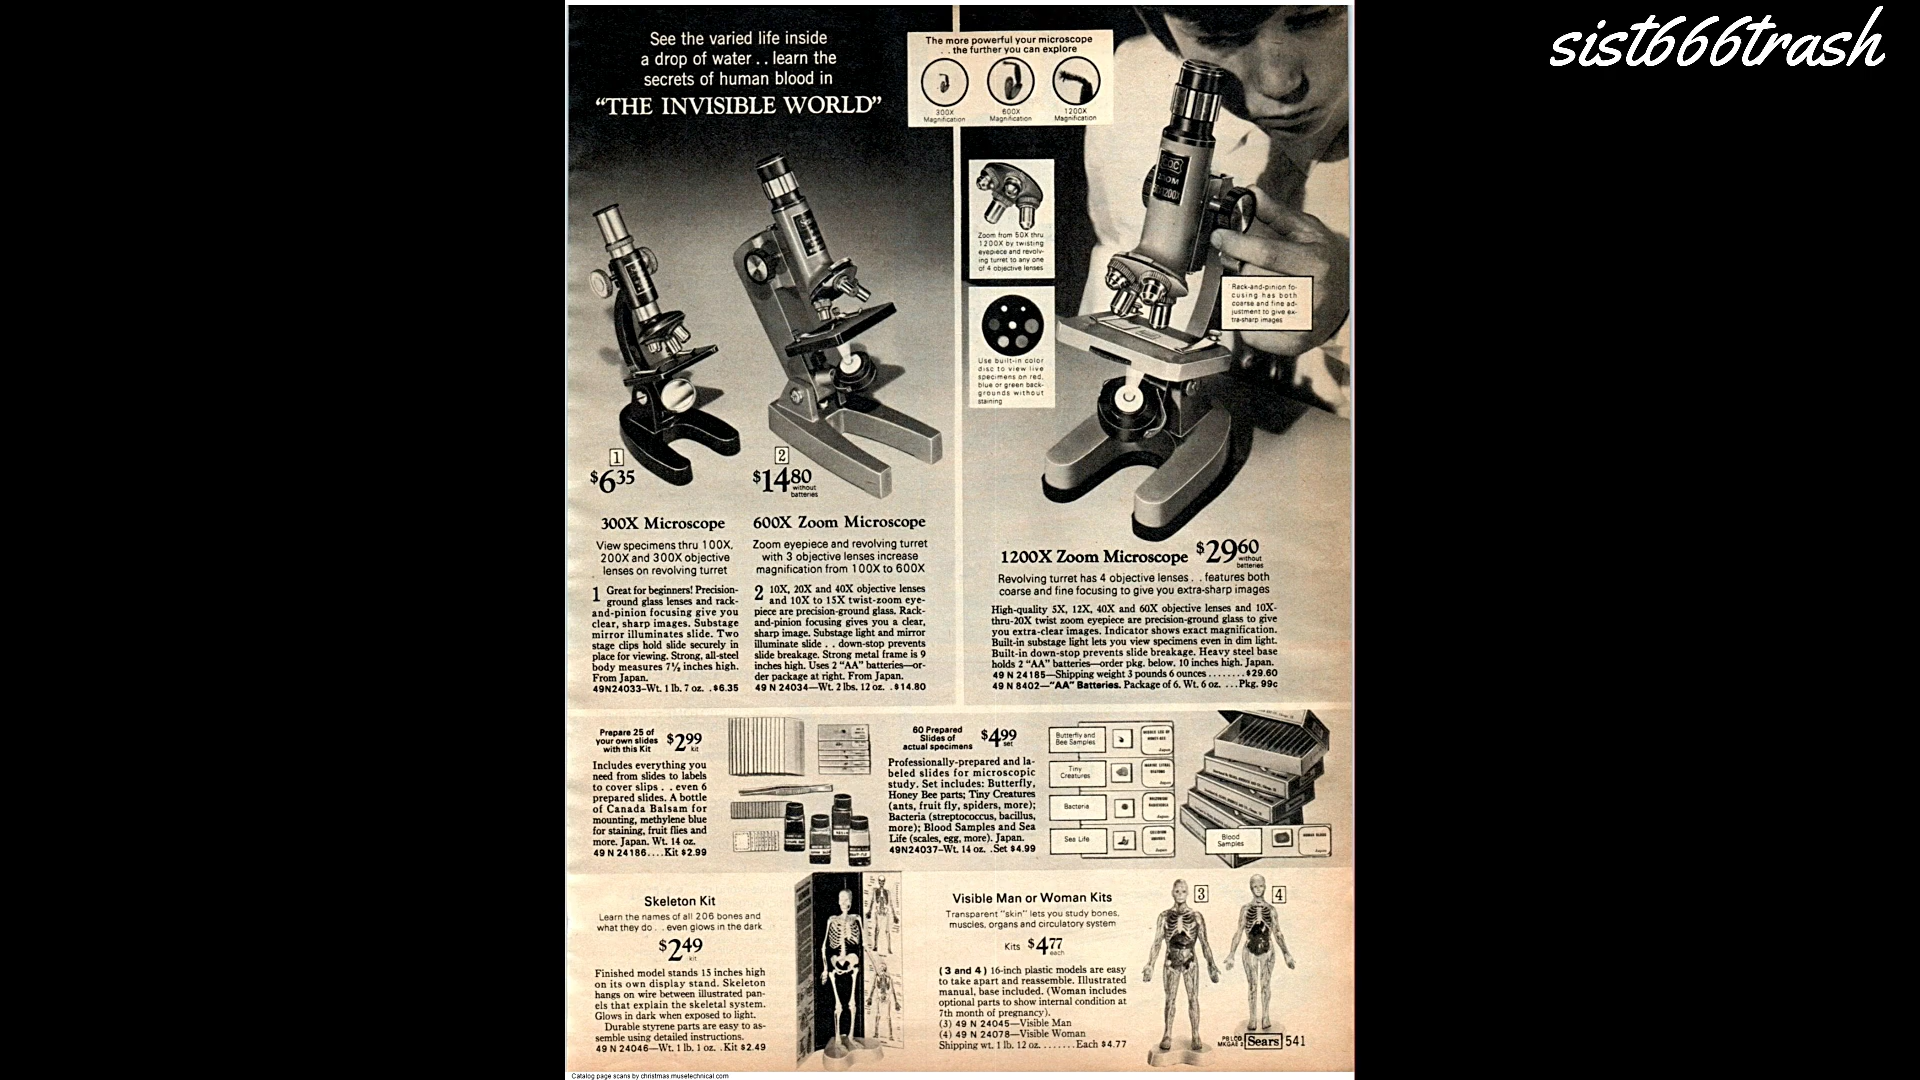 sist666trash
See the varied life inside
a drop of water . . learn the
secrets of human blood in
"THE INVISIBLE WORLD"
The more powerful your microscope
. . the further you can explore
300X
Magnification
600X
Magnification
1200X
Magnification
Zoom from 50X thru
1200X by twisting
eyepiece and revolv-
ing turret to any one
of 4 objective lenses
Use built-in color
disc to view live
specimens on red,
blue or green back-
grounds without
staining
Rack-and-pinion fo-
cusing has both
coarse and fine ad-
justment to give ex-
tra-sharp images
1
$6 35
2
$14 80
without
batteries
300X Microscope
View specimens thru 100X,
200X and 300X objective
lenses on revolving turret
1 Great for beginners! Precision-
ground glass lenses and rack-
and-pinion focusing give you
clear, sharp images. Substage
mirror illuminates slide. Two
stage clips hold slide securely in
place for viewing. Strong, all-steel
body measures 7½ inches high.
From Japan.
49N24033-Wt. 1 lb. 7 oz. . $6.35
600X Zoom Microscope
Zoom eyepiece and revolving turret
with 3 objective lenses increase
magnification from 100X to 600X
2 10X, 20X and 40X objective lenses
and 10X to 15X twist-zoom eye-
piece are precision-ground glass. Rack-
and-pinion focusing gives you a clear,
sharp image. Substage light and mirror
illuminate slide . . down-stop prevents
slide breakage. Strong metal frame is 9
inches high. Uses 2 "AA" batteries—or-
der package at right. From Japan.
49 N 24034—Wt. 2 lbs. 12 oz. . $14.80
1200X Zoom Microscope $29 60
without
batteries
Revolving turret has 4 objective lenses . . features both
coarse and fine focusing to give you extra-sharp images
High-quality 5X, 12X, 40X and 60X objective lenses and 10X-
thru-20X twist zoom eyepiece are precision-ground glass to give
you extra-clear images. Indicator shows exact magnification.
Built-in substage light lets you view specimens even in dim light.
Built-in down-stop prevents slide breakage. Heavy steel base
holds 2 "AA" batteries—order pkg. below. 10 inches high. Japan.
49 N 24185—Shipping weight 3 pounds 6 ounces ........ $29.60
49 N 8402—"AA" Batteries. Package of 6. Wt. 6 oz. ... Pkg. 99c
Prepare 25 of
your own slides
with this Kit
$2 99
kit
Includes everything you
need from slides to labels
to cover slips . . even 6
prepared slides. A bottle
of Canada Balsam for
mounting, methylene blue
for staining, fruit flies and
more. Japan. Wt. 14 oz.
49 N 24186....Kit $2.99
60 Prepared
Slides of
actual specimens
$4 99
set
Professionally-prepared and la-
beled slides for microscopic
study. Set includes: Butterfly,
Honey Bee parts; Tiny Creatures
(ants, fruit fly, spiders, more);
Bacteria (streptococcus, bacillus,
more); Blood Samples and Sea
Life (scales, egg, more). Japan.
49N24037-Wt. 14 oz. .Set $4.99
Butterfly and
Bee Samples
Tiny
Creatures
Bacteria
Sea Life
Blood
Samples
Skeleton Kit
Learn the names of all 206 bones and
what they do . . even glows in the dark
$2 49
kit
Finished model stands 15 inches high
on its own display stand. Skeleton
hangs on wire between illustrated pan-
els that explain the skeletal system.
Glows in dark when exposed to light.
Durable styrene parts are easy to as-
semble using detailed instructions.
49 N 24046—Wt. 1 lb. 1 oz. . Kit $2.49
Visible Man or Woman Kits
Transparent "skin" lets you study bones,
muscles, organs and circulatory system
Kits $4 77
each
(3 and 4) 16-inch plastic models are easy
to take apart and reassemble. Illustrated
manual, base included. (Woman includes
optional parts to show internal condition at
7th month of pregnancy).
(3) 49 N 24045—Visible Man
(4) 49 N 24078—Visible Woman
Shipping wt. 1 lb. 12 oz. ....... Each $4.77
3
4
Sears 541
Catalog page scans by christmas.musetechnical.com